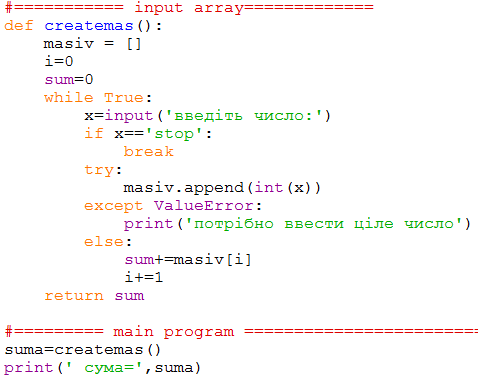 #=========== input array=============
def createmas():
    masiv = []
    i=0
    sum=0
    while True:
        x=input('введіть число:')
        if x=='stop':
            break
        try:
            masiv.append(int(x))
        except ValueError:
            print('потрібно ввести ціле число')
        else:
            sum+=masiv[i]
            i+=1
    return sum
#========= main program ========================
suma=createmas()
print(' сума=',suma)